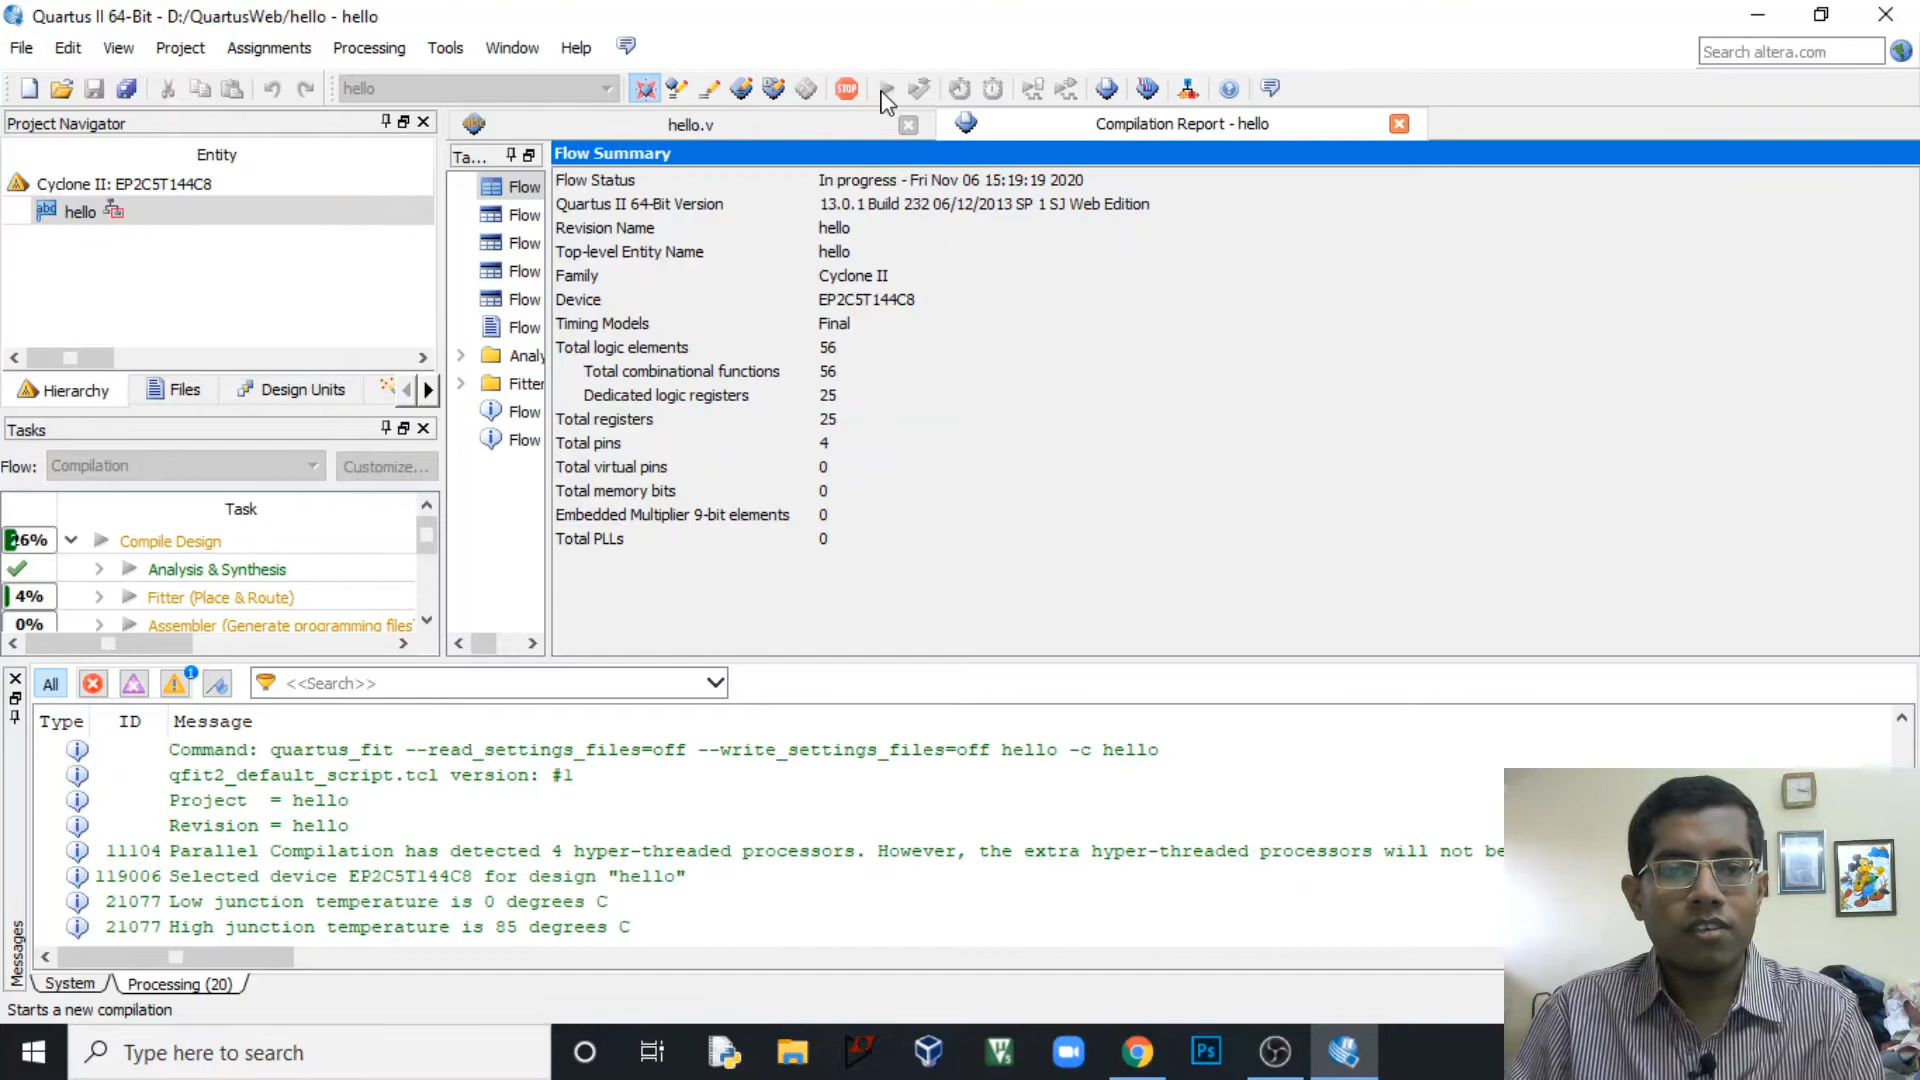 Quartus II 64-Bit - D:/QuartusWeb/hello - hello
File Edit View Project Assignments Processing Tools Window Help
Search altera.com
hello
STOP
Project Navigator
hello.v
Compilation Report - hello
Entity
Cyclone II: EP2C5T144C8
hello
Hierarchy Files Design Units
Tasks
Flow: Compilation Customize...
Task
26% Compile Design
Analysis & Synthesis
4% Fitter (Place & Route)
0% Assembler (Generate programming files)
Ta...
Flow
Flow
Flow
Flow
Flow
Flow
Analy
Fitter
Flow
Flow
Flow Summary
Flow Status In progress - Fri Nov 06 15:19:19 2020
Quartus II 64-Bit Version 13.0.1 Build 232 06/12/2013 SP 1 SJ Web Edition
Revision Name hello
Top-level Entity Name hello
Family Cyclone II
Device EP2C5T144C8
Timing Models Final
Total logic elements 56
Total combinational functions 56
Dedicated logic registers 25
Total registers 25
Total pins 4
Total virtual pins 0
Total memory bits 0
Embedded Multiplier 9-bit elements 0
Total PLLs 0
All 1 <<Search>>
Type ID Message
Command: quartus_fit --read_settings_files=off --write_settings_files=off hello -c hello
qfit2_default_script.tcl version: #1
Project = hello
Revision = hello
11104 Parallel Compilation has detected 4 hyper-threaded processors. However, the extra hyper-threaded processors will not be
119006 Selected device EP2C5T144C8 for design "hello"
21077 Low junction temperature is 0 degrees C
21077 High junction temperature is 85 degrees C
Messages
System Processing (20)
Starts a new compilation
Type here to search
Ps